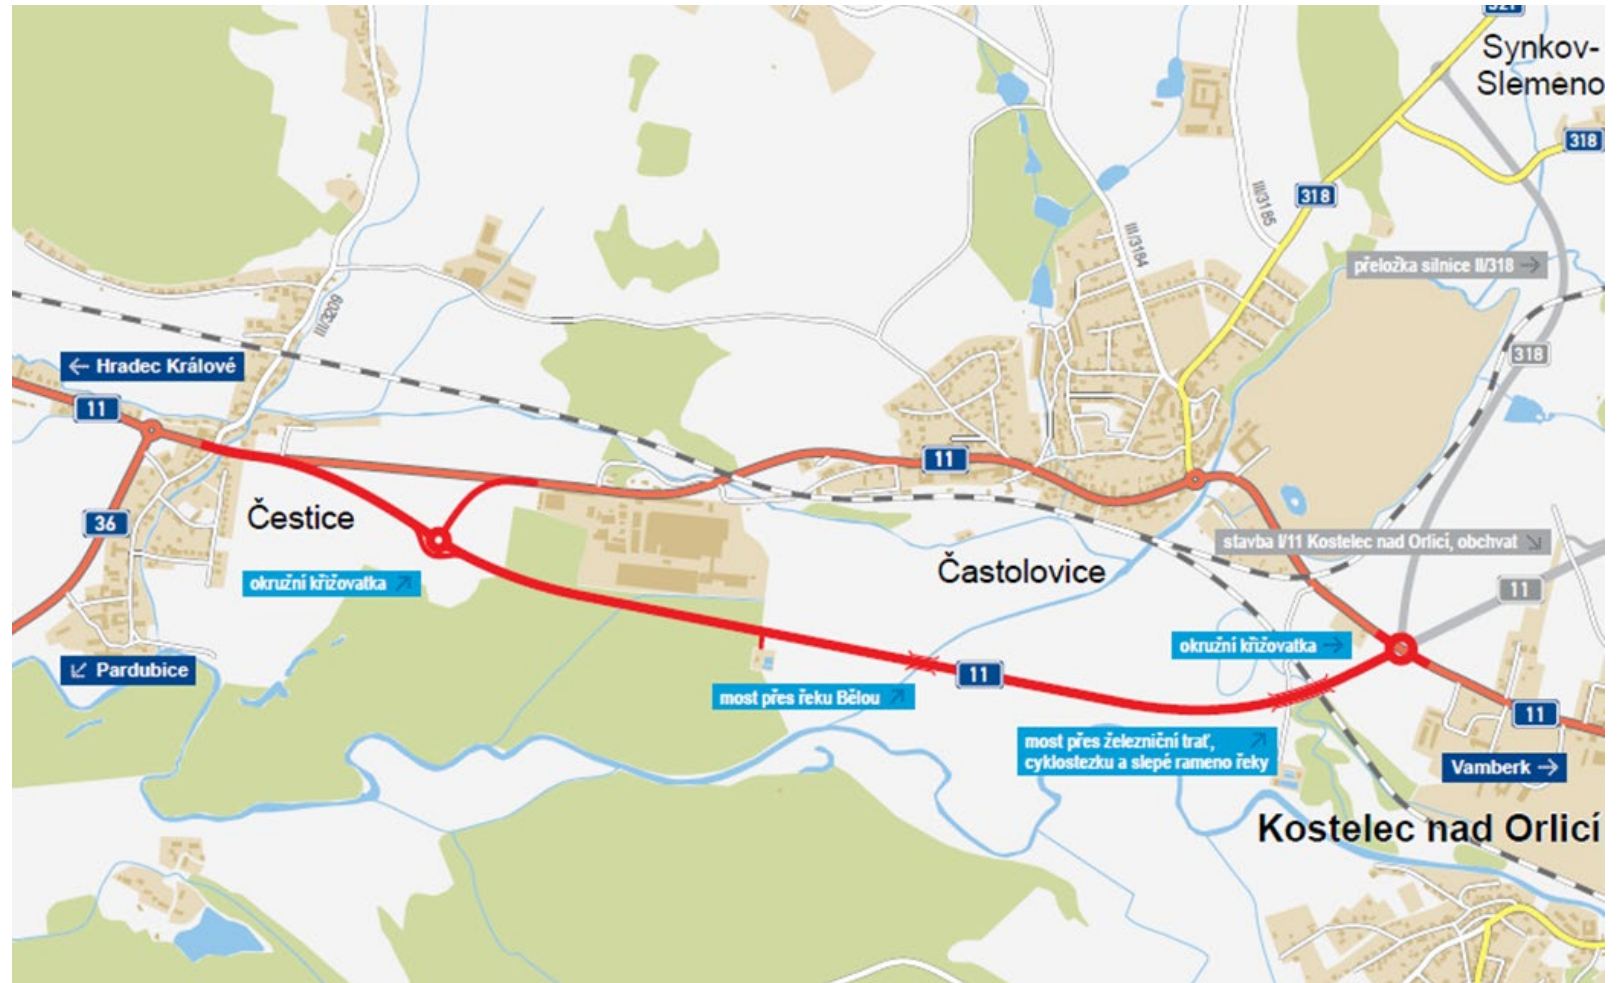 321
Synkov-
Slemeno
318
318
III/3185
III/3184
přeložka silnice II/318 →
III/3209
318
← Hradec Králové
11
11
36
Čestice
stavba I/11 Kostelec nad Orlicí, obchvat ↘
Častolovice
okružní křižovatka ↗
11
okružní křižovatka →
↙ Pardubice
11
most přes řeku Bělou ↗
11
most přes železniční trať, ↗
cyklostezku a slepé rameno řeky
Vamberk →
Kostelec nad Orlicí